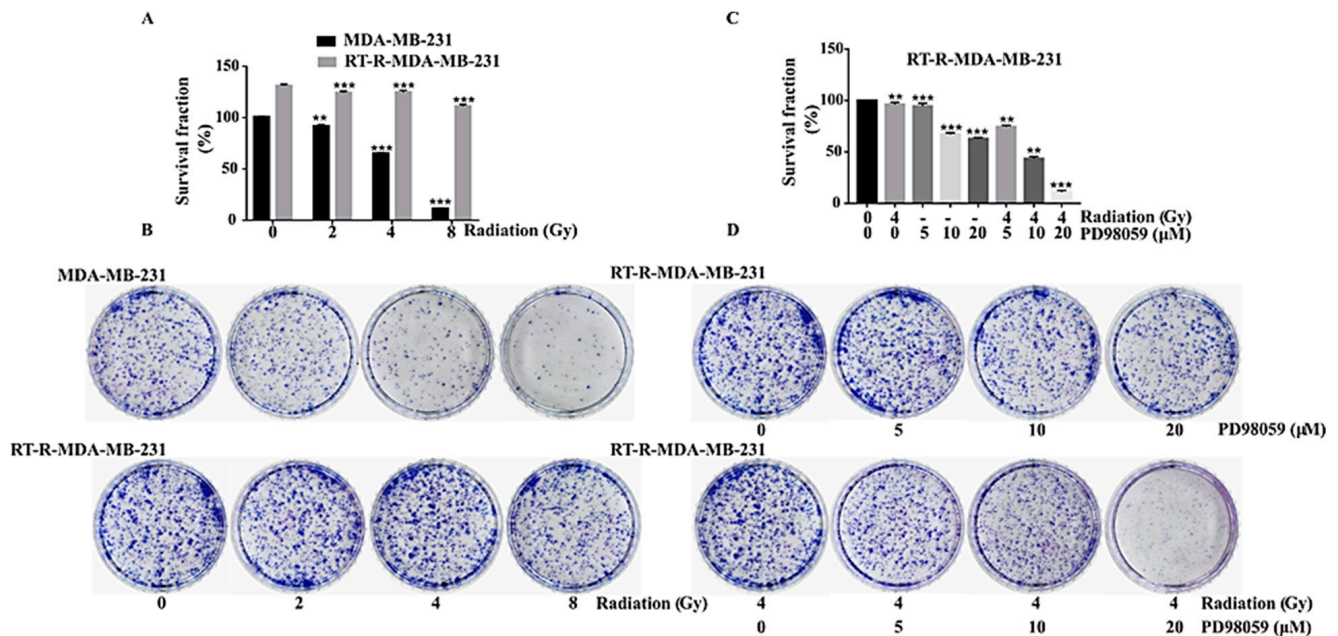 A
MDA-MB-231
RT-R-MDA-MB-231
Survival fraction
(%)
150
100
50
0
** *** *** *** *** ***
0 2 4 8 Radiation (Gy)
C
RT-R-MDA-MB-231
Survival fraction
(%)
150
100
50
0
** *** *** *** ** ** ***
0 4 - - - 4 4 4 Radiation (Gy)
0 0 5 10 20 5 10 20 PD98059 (μM)
B
MDA-MB-231
RT-R-MDA-MB-231
0 2 4 8 Radiation (Gy)
D
RT-R-MDA-MB-231
0 5 10 20 PD98059 (μM)
RT-R-MDA-MB-231
4 4 4 4 Radiation (Gy)
0 5 10 20 PD98059 (μM)